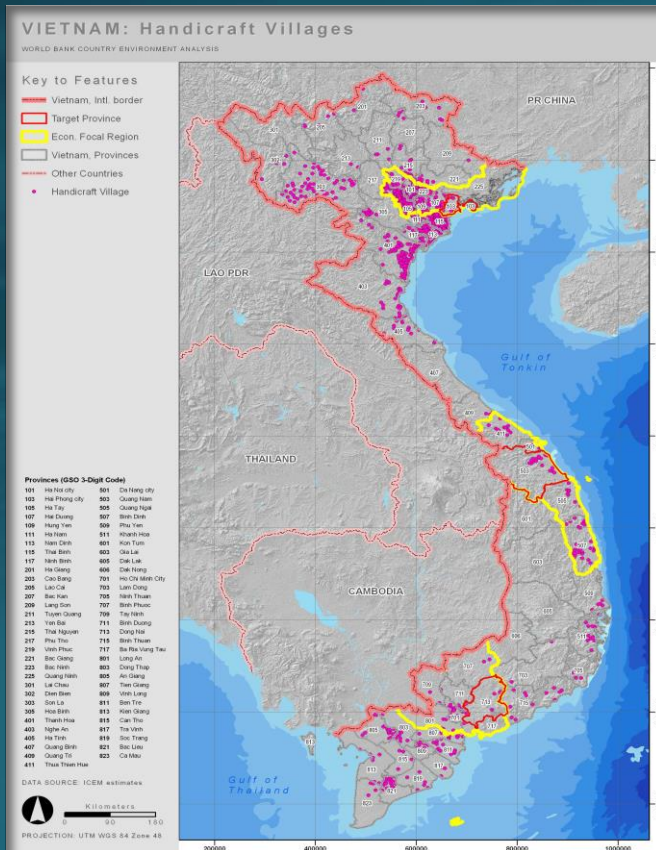 VIETNAM: Handicraft Villages
WORLD BANK COUNTRY ENVIRONMENT ANALYSIS
Key to Features
Vietnam, Intl. border
Target Province
Econ. Focal Region
Vietnam, Provinces
Other Countries
Handicraft Village
PR CHINA
LAO PDR
Gulf of
Tonkin
THAILAND
CAMBODIA
Gulf of
Thailand
Provinces (GSO 3-Digit Code)
101 Ha Noi city 501 Da Nang city
103 Hai Phong city 503 Quang Nam
105 Ha Tay 505 Quang Ngai
107 Hai Duong 507 Binh Dinh
109 Hung Yen 509 Phu Yen
111 Ha Nam 511 Khanh Hoa
113 Nam Dinh 601 Kon Tum
115 Thai Binh 603 Gia Lai
117 Ninh Binh 605 Dak Lak
201 Ha Giang 606 Dak Nong
203 Cao Bang 701 Ho Chi Minh City
205 Lao Cai 703 Lam Dong
207 Bac Kan 705 Ninh Thuan
209 Lang Son 707 Binh Phuoc
211 Tuyen Quang 709 Tay Ninh
213 Yen Bai 711 Binh Duong
215 Thai Nguyen 713 Dong Nai
217 Phu Tho 715 Binh Thuan
219 Vinh Phuc 717 Ba Ria Vung Tau
221 Bac Giang 801 Long An
223 Bac Ninh 803 Dong Thap
225 Quang Ninh 805 An Giang
301 Lai Chau 807 Tien Giang
302 Dien Bien 809 Vinh Long
303 Son La 811 Ben Tre
305 Hoa Binh 813 Kien Giang
401 Thanh Hoa 815 Can Tho
403 Nghe An 817 Tra Vinh
405 Ha Tinh 819 Soc Trang
407 Quang Binh 821 Bac Lieu
409 Quang Tri 823 Ca Mau
411 Thua Thien Hue
DATA SOURCE: ICEM estimates
Kilometers
0 90 180
PROJECTION: UTM WGS 84 Zone 48
200000 400000 600000 800000 1000000